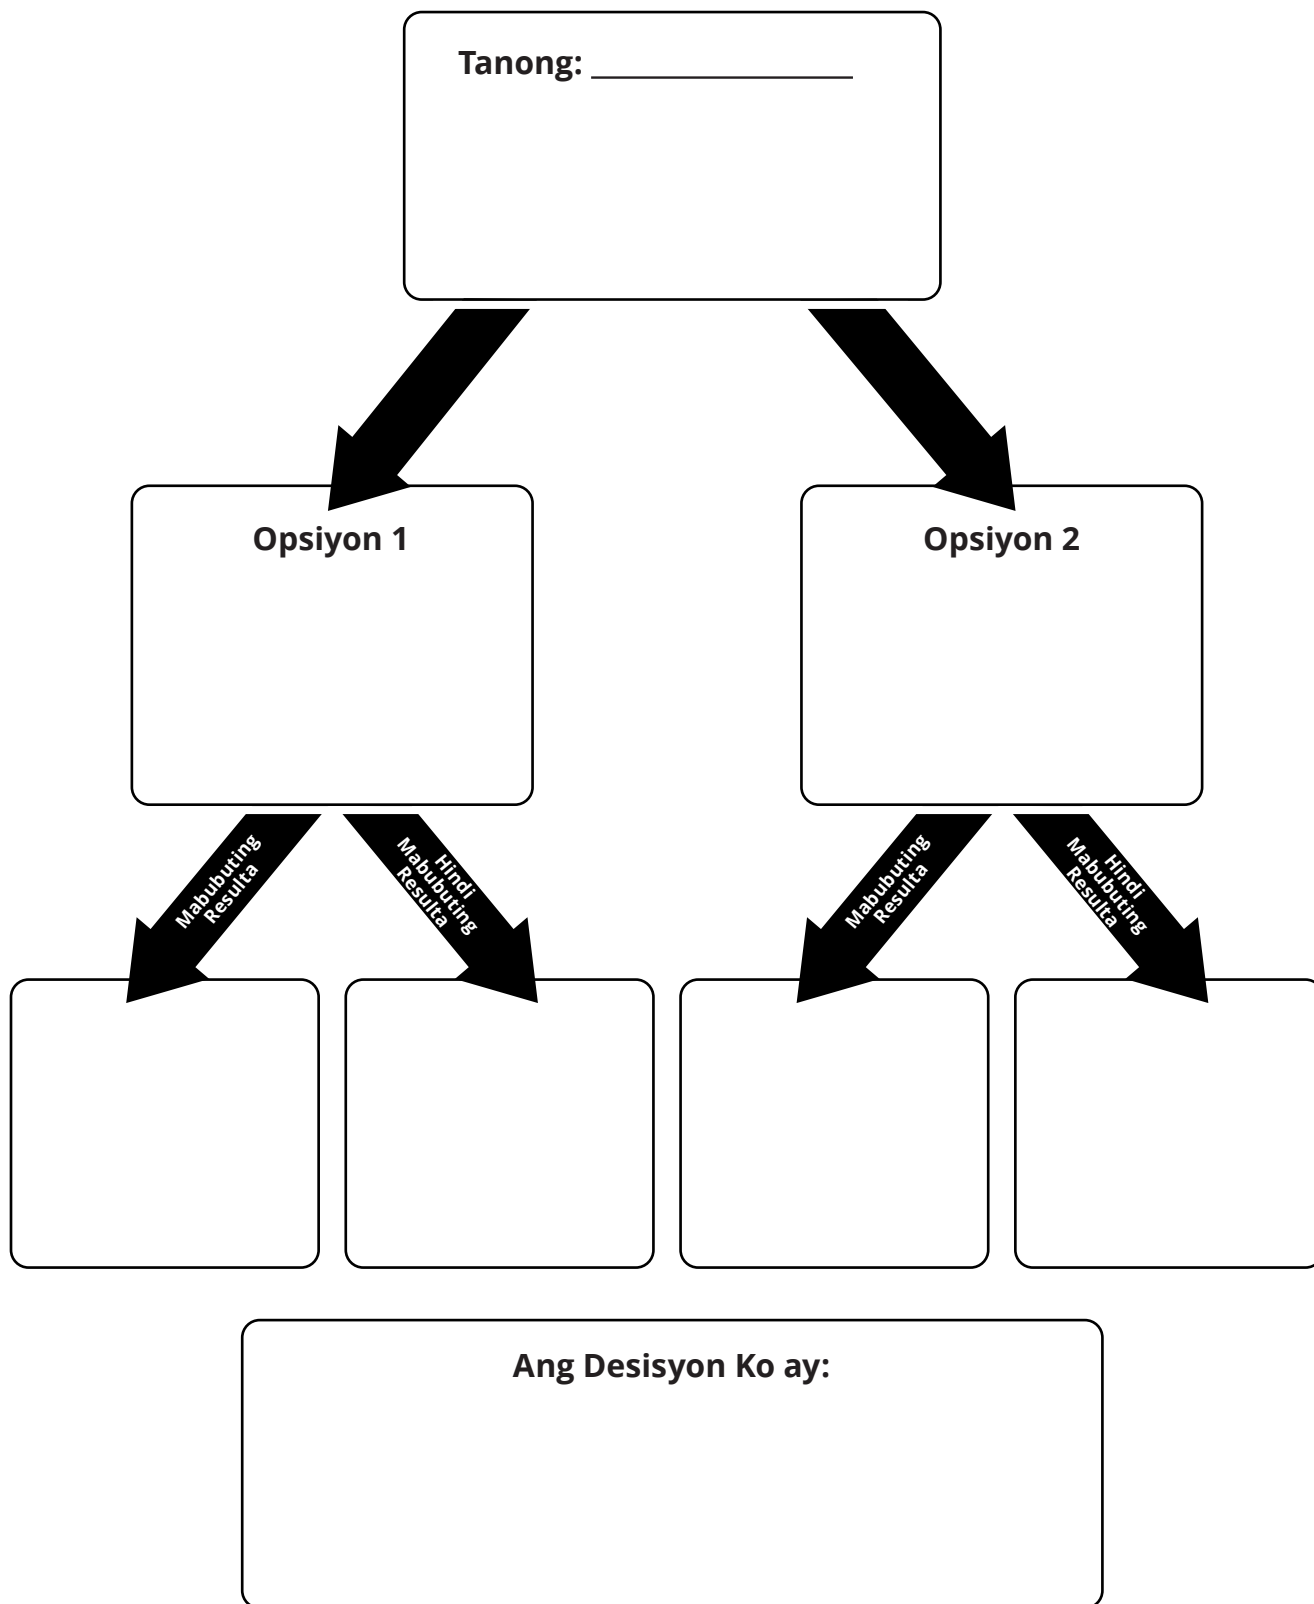 Tanong: ___________________
Opsiyon 1
Opsiyon 2
Mabubuting
Resulta
Hindi
Mabubuting
Resulta
Mabubuting
Resulta
Hindi
Mabubuting
Resulta
Ang Desisyon Ko ay: